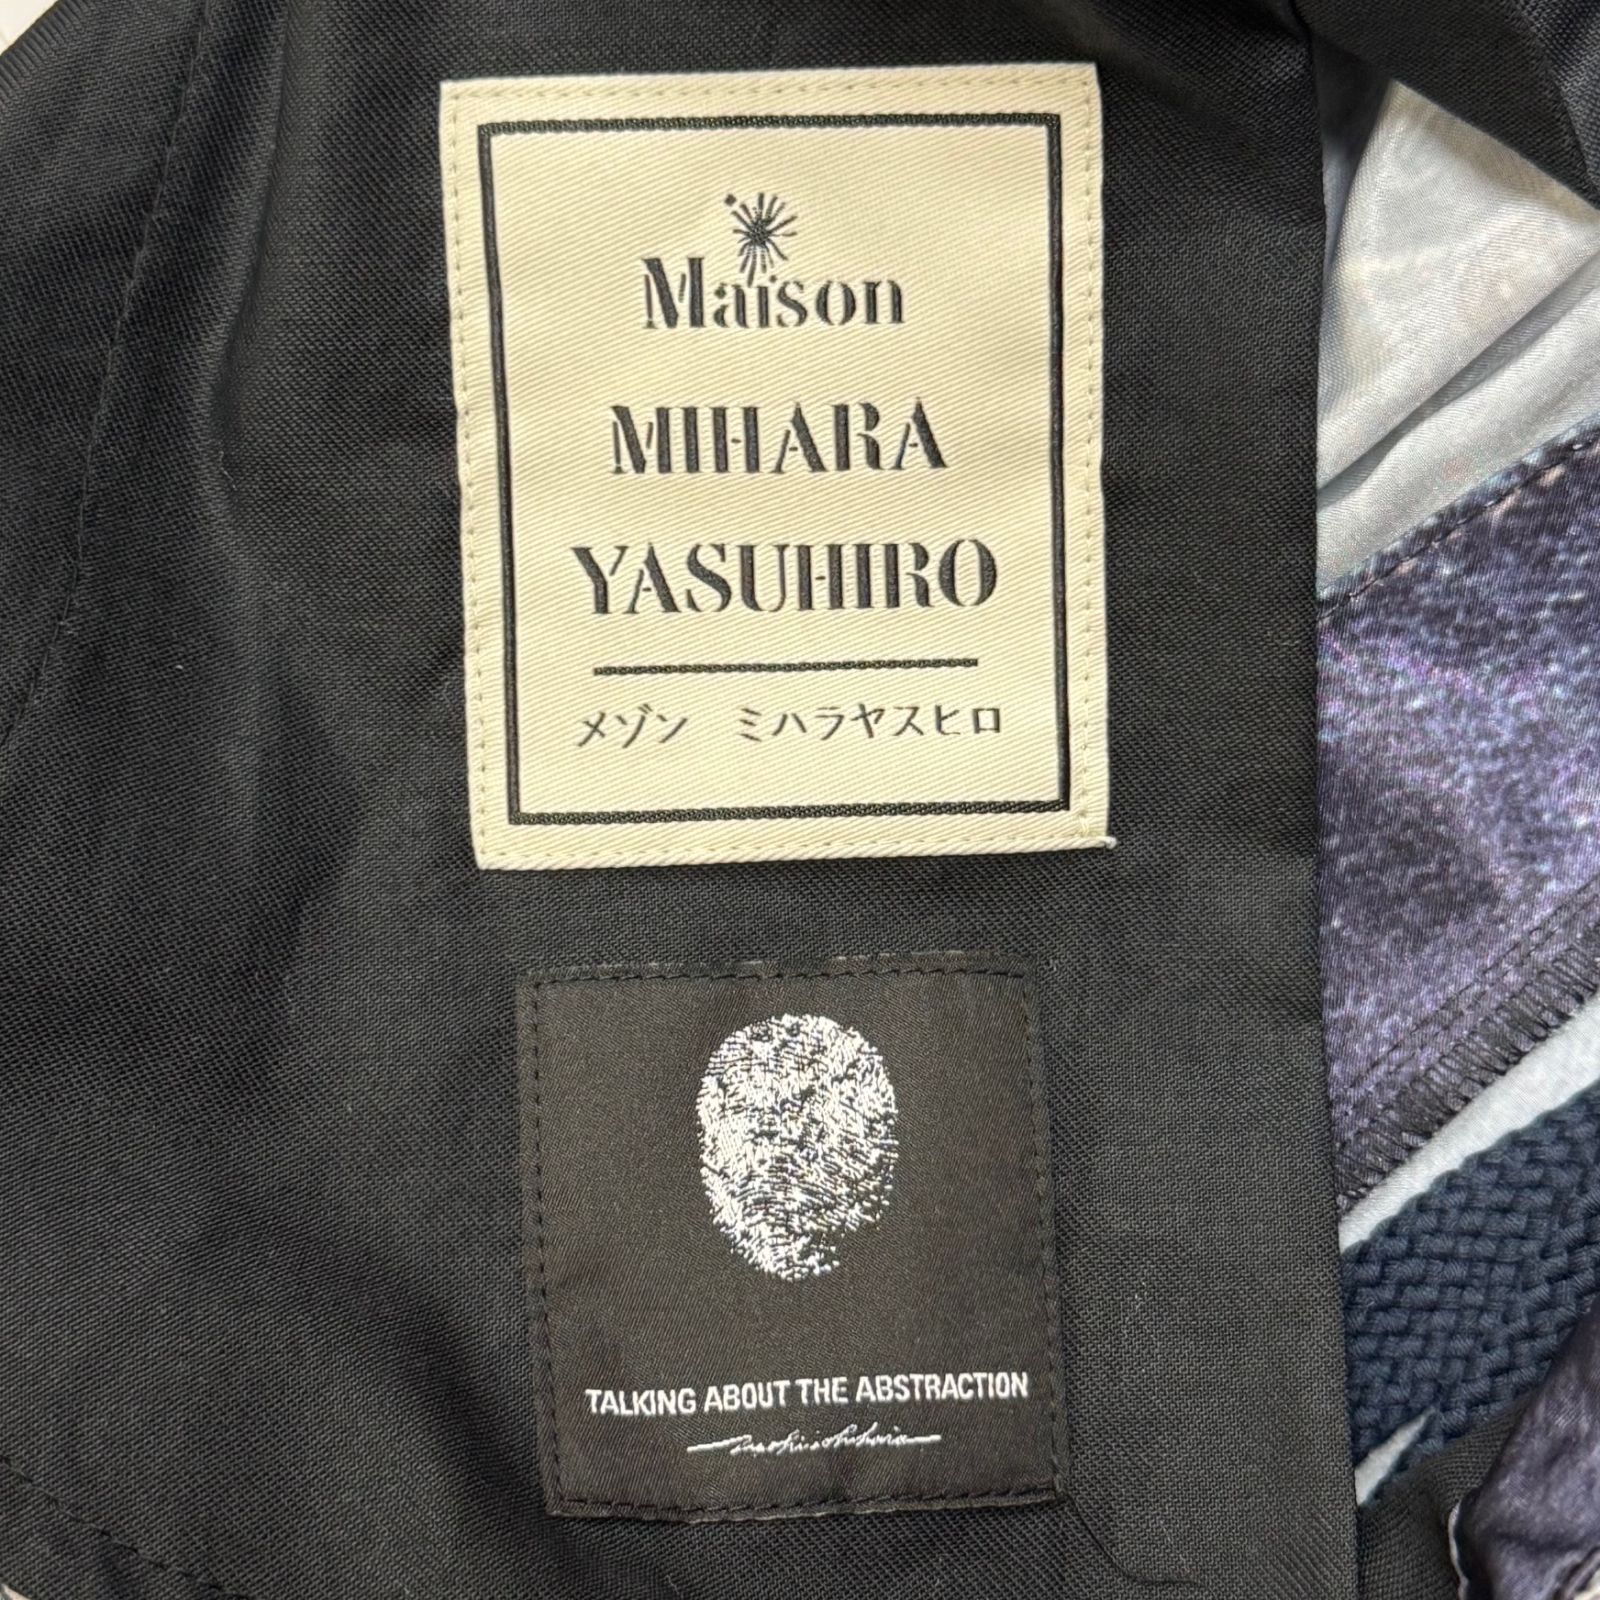 Maison
MIHARA
YASUHIRO
メゾン ミハラヤスヒロ
TALKING ABOUT THE ABSTRACTION